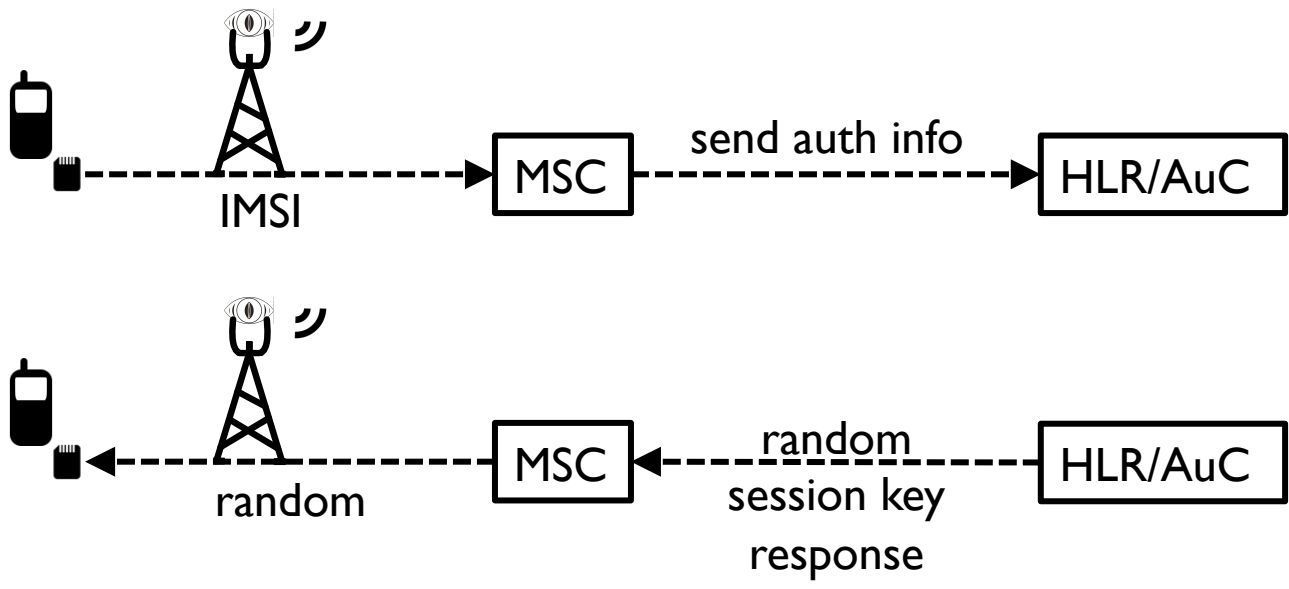 send auth info
MSC
HLR/AuC
IMSI
random
MSC
HLR/AuC
random
session key
response